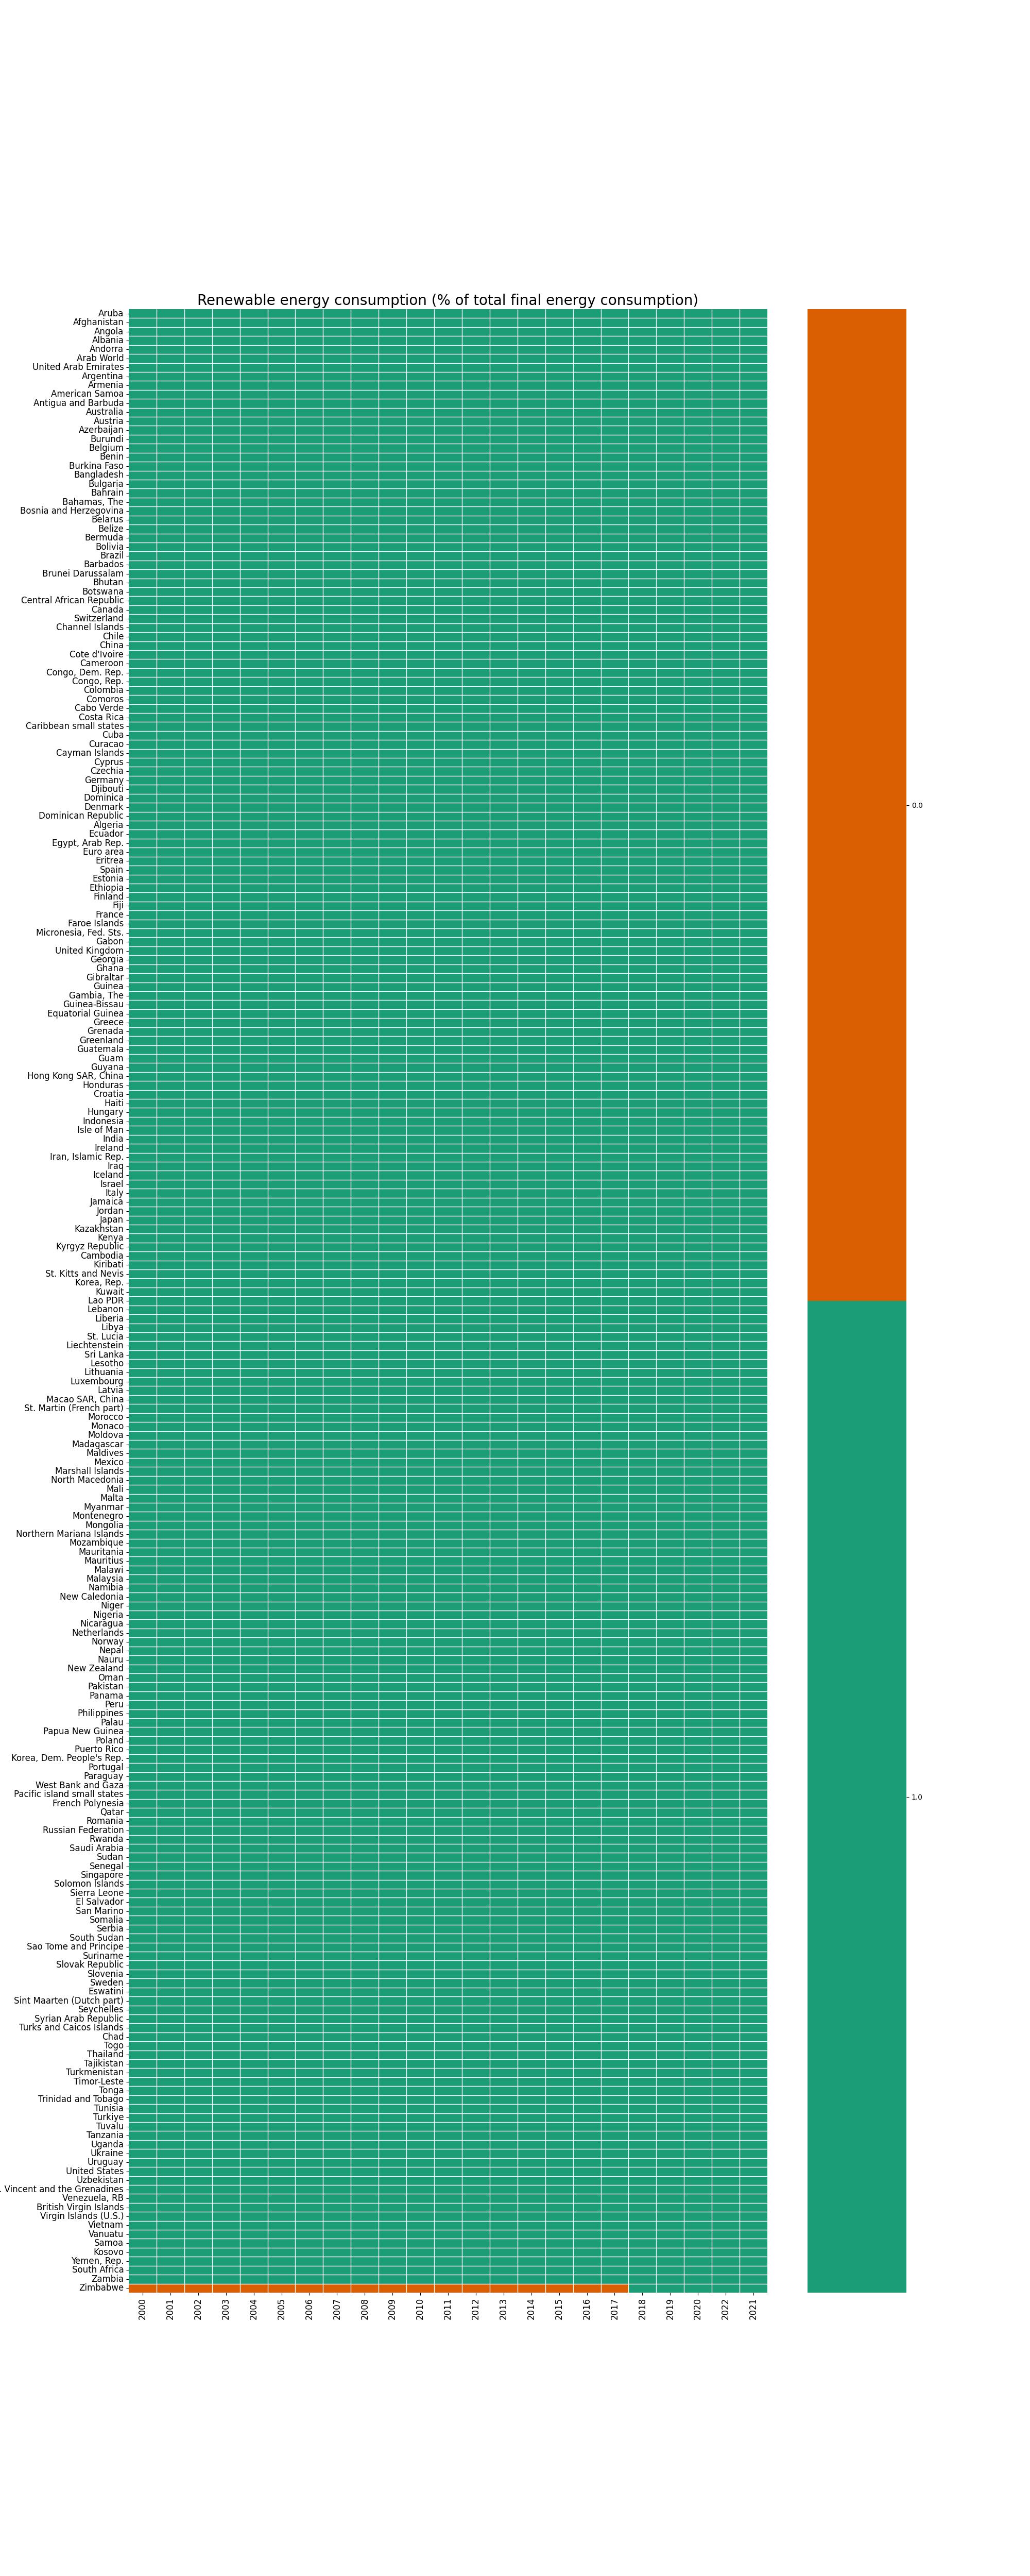 Renewable energy consumption (% of total final energy consumption)
Aruba
Afghanistan
Angola
Albania
Andorra
Arab World
United Arab Emirates
Argentina
Armenia
American Samoa
Antigua and Barbuda
Australia
Austria
Azerbaijan
Burundi
Belgium
Benin
Burkina Faso
Bangladesh
Bulgaria
Bahrain
Bahamas, The
Bosnia and Herzegovina
Belarus
Belize
Bermuda
Bolivia
Brazil
Barbados
Brunei Darussalam
Bhutan
Botswana
Central African Republic
Canada
Switzerland
Channel Islands
Chile
China
Cote d'Ivoire
Cameroon
Congo, Dem. Rep.
Congo, Rep.
Colombia
Comoros
Cabo Verde
Costa Rica
Caribbean small states
Cuba
Curacao
Cayman Islands
Cyprus
Czechia
Germany
Djibouti
Dominica
Denmark
Dominican Republic
Algeria
Ecuador
Egypt, Arab Rep.
Euro area
Eritrea
Spain
Estonia
Ethiopia
Finland
Fiji
France
Faroe Islands
Micronesia, Fed. Sts.
Gabon
United Kingdom
Georgia
Ghana
Gibraltar
Guinea
Gambia, The
Guinea-Bissau
Equatorial Guinea
Greece
Grenada
Greenland
Guatemala
Guam
Guyana
Hong Kong SAR, China
Honduras
Croatia
Haiti
Hungary
Indonesia
Isle of Man
India
Ireland
Iran, Islamic Rep.
Iraq
Iceland
Israel
Italy
Jamaica
Jordan
Japan
Kazakhstan
Kenya
Kyrgyz Republic
Cambodia
Kiribati
St. Kitts and Nevis
Korea, Rep.
Kuwait
Lao PDR
Lebanon
Liberia
Libya
St. Lucia
Liechtenstein
Sri Lanka
Lesotho
Lithuania
Luxembourg
Latvia
Macao SAR, China
St. Martin (French part)
Morocco
Monaco
Moldova
Madagascar
Maldives
Mexico
Marshall Islands
North Macedonia
Mali
Malta
Myanmar
Montenegro
Mongolia
Northern Mariana Islands
Mozambique
Mauritania
Mauritius
Malawi
Malaysia
Namibia
New Caledonia
Niger
Nigeria
Nicaragua
Netherlands
Norway
Nepal
Nauru
New Zealand
Oman
Pakistan
Panama
Peru
Philippines
Palau
Papua New Guinea
Poland
Puerto Rico
Korea, Dem. People's Rep.
Portugal
Paraguay
West Bank and Gaza
Pacific island small states
French Polynesia
Qatar
Romania
Russian Federation
Rwanda
Saudi Arabia
Sudan
Senegal
Singapore
Solomon Islands
Sierra Leone
El Salvador
San Marino
Somalia
Serbia
South Sudan
Sao Tome and Principe
Suriname
Slovak Republic
Slovenia
Sweden
Eswatini
Sint Maarten (Dutch part)
Seychelles
Syrian Arab Republic
Turks and Caicos Islands
Chad
Togo
Thailand
Tajikistan
Turkmenistan
Timor-Leste
Tonga
Trinidad and Tobago
Tunisia
Turkiye
Tuvalu
Tanzania
Uganda
Ukraine
Uruguay
United States
Uzbekistan
. Vincent and the Grenadines
Venezuela, RB
British Virgin Islands
Virgin Islands (U.S.)
Vietnam
Vanuatu
Samoa
Kosovo
Yemen, Rep.
South Africa
Zambia
Zimbabwe
2000
2001
2002
2003
2004
2005
2006
2007
2008
2009
2010
2011
2012
2013
2014
2015
2016
2017
2018
2019
2020
2022
2021
0.0
1.0